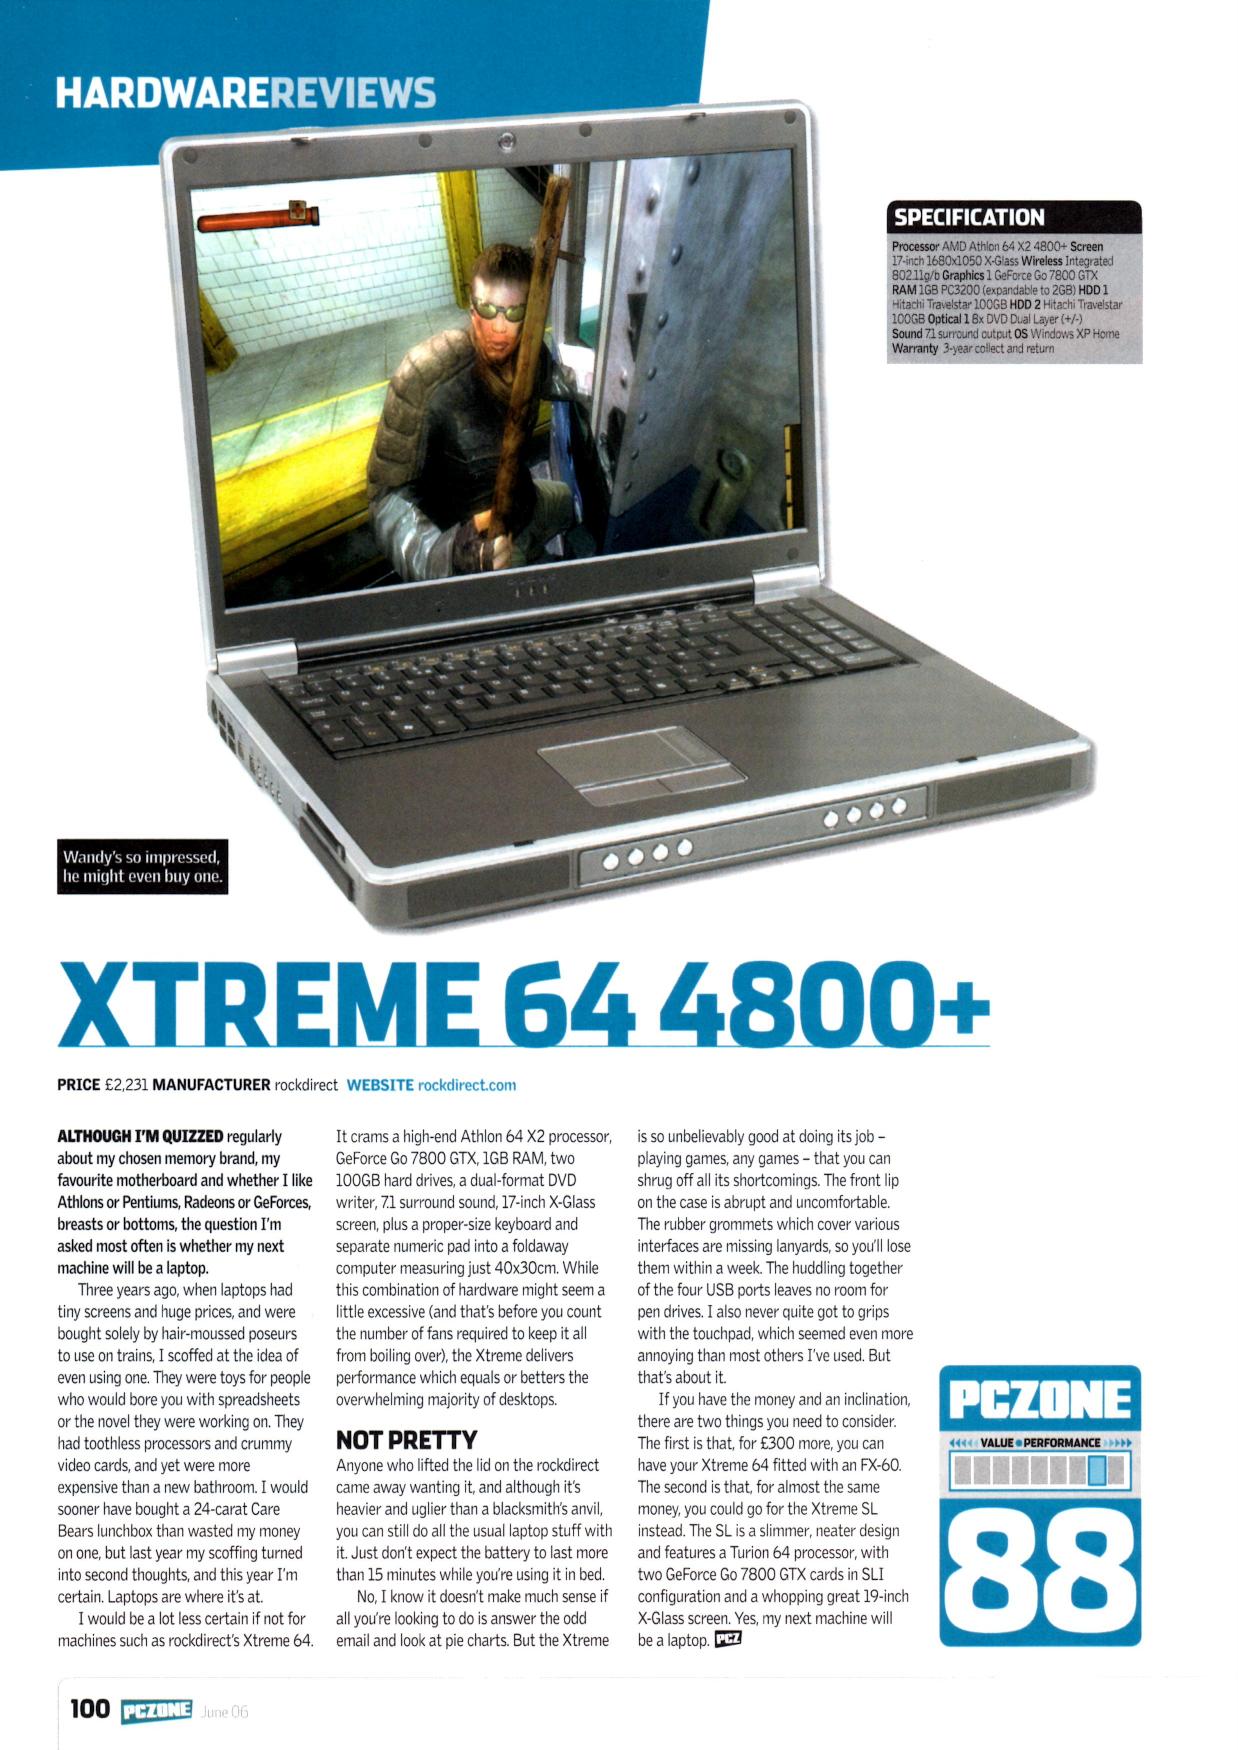 HARDWAREREVIEWS
SPECIFICATION
Processor AMD Athlon 64 X2 4800+ Screen
17-inch 1680x1050 X-Glass Wireless Integrated
802.11g/b Graphics 1 GeForce Go 7800 GTX
RAM 1GB PC3200 (expandable to 2GB) HDD 1
Hitachi Travelstar 100GB HDD 2 Hitachi Travelstar
100GB Optical 1 8x DVD Dual Layer (+/-)
Sound 7.1 surround output OS Windows XP Home
Warranty 3-year collect and return
Wandy's so impressed,
he might even buy one.
XTREME 64 4800+
PRICE £2,231 MANUFACTURER rockdirect WEBSITE rockdirect.com
ALTHOUGH I'M QUIZZED regularly
about my chosen memory brand, my
favourite motherboard and whether I like
Athlons or Pentiums, Radeons or GeForces,
breasts or bottoms, the question I'm
asked most often is whether my next
machine will be a laptop.
Three years ago, when laptops had
tiny screens and huge prices, and were
bought solely by hair-moussed poseurs
to use on trains, I scoffed at the idea of
even using one. They were toys for people
who would bore you with spreadsheets
or the novel they were working on. They
had toothless processors and crummy
video cards, and yet were more
expensive than a new bathroom. I would
sooner have bought a 24-carat Care
Bears lunchbox than wasted my money
on one, but last year my scoffing turned
into second thoughts, and this year I'm
certain. Laptops are where it's at.
I would be a lot less certain if not for
machines such as rockdirect's Xtreme 64.
It crams a high-end Athlon 64 X2 processor,
GeForce Go 7800 GTX, 1GB RAM, two
100GB hard drives, a dual-format DVD
writer, 7.1 surround sound, 17-inch X-Glass
screen, plus a proper-size keyboard and
separate numeric pad into a foldaway
computer measuring just 40x30cm. While
this combination of hardware might seem a
little excessive (and that's before you count
the number of fans required to keep it all
from boiling over), the Xtreme delivers
performance which equals or betters the
overwhelming majority of desktops.
NOT PRETTY
Anyone who lifted the lid on the rockdirect
came away wanting it, and although it's
heavier and uglier than a blacksmith's anvil,
you can still do all the usual laptop stuff with
it. Just don't expect the battery to last more
than 15 minutes while you're using it in bed.
No, I know it doesn't make much sense if
all you're looking to do is answer the odd
email and look at pie charts. But the Xtreme
is so unbelievably good at doing its job –
playing games, any games – that you can
shrug off all its shortcomings. The front lip
on the case is abrupt and uncomfortable.
The rubber grommets which cover various
interfaces are missing lanyards, so you'll lose
them within a week. The huddling together
of the four USB ports leaves no room for
pen drives. I also never quite got to grips
with the touchpad, which seemed even more
annoying than most others I've used. But
that's about it.
If you have the money and an inclination,
there are two things you need to consider.
The first is that, for £300 more, you can
have your Xtreme 64 fitted with an FX-60.
The second is that, for almost the same
money, you could go for the Xtreme SL
instead. The SL is a slimmer, neater design
and features a Turion 64 processor, with
two GeForce Go 7800 GTX cards in SLI
configuration and a whopping great 19-inch
X-Glass screen. Yes, my next machine will
be a laptop. PCZ
PCZONE
VALUE • PERFORMANCE
88
100 PCZONE June 06